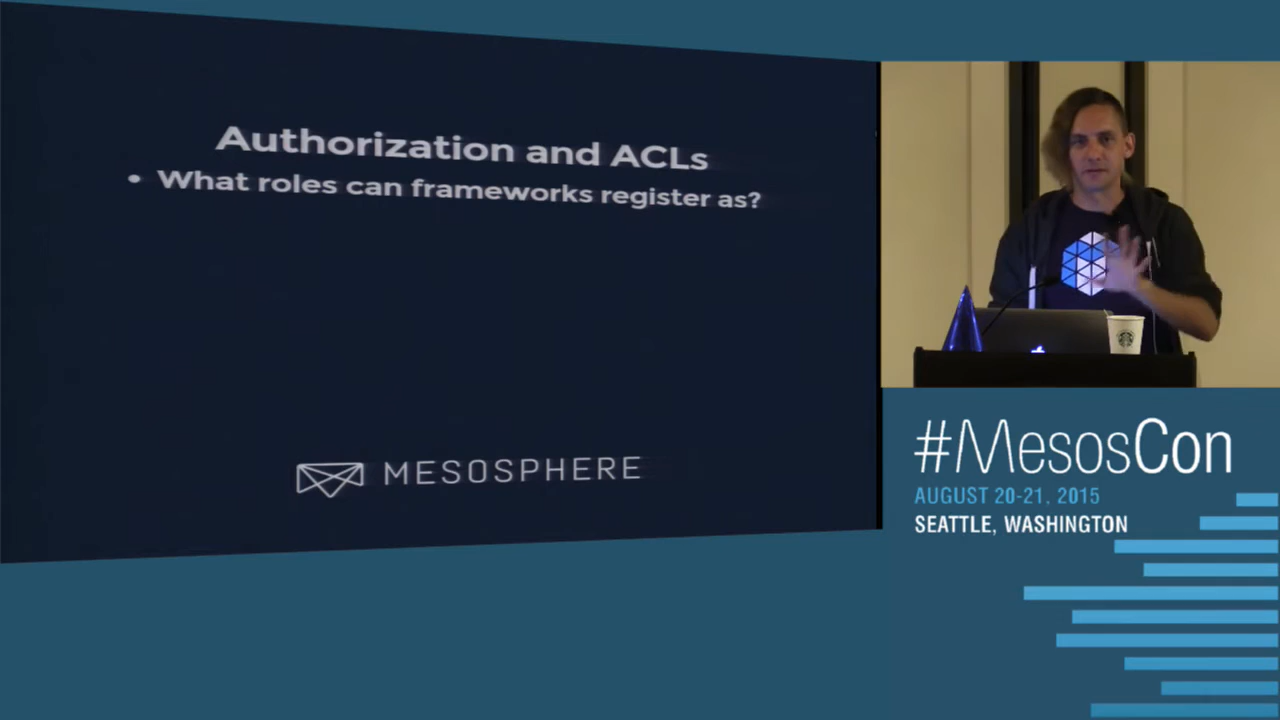 Authorization and ACLs
• What roles can frameworks register as?
MESOSPHERE
#MesosCon
AUGUST 20-21, 2015
SEATTLE, WASHINGTON